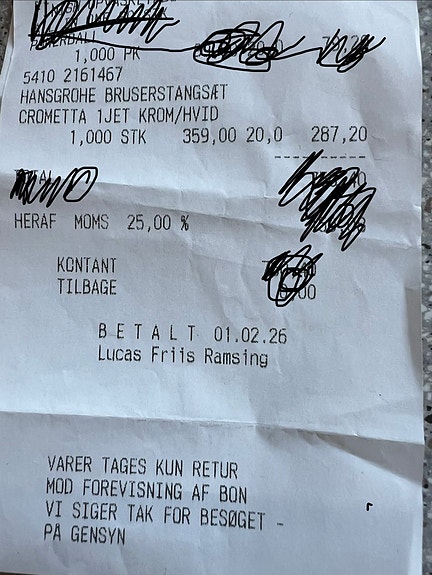 1,000 PK
5410 2161467
HANSGROHE BRUSERSTANGSÆT
CROMETTA 1JET KROM/HVID
1,000 STK 359,00 20,0 287,20
HERAF MOMS 25,00 %
KONTANT
TILBAGE
BETALT 01.02.26
Lucas Friis Ramsing
VARER TAGES KUN RETUR
MOD FOREVISNING AF BON
VI SIGER TAK FOR BESØGET -
PÅ GENSYN